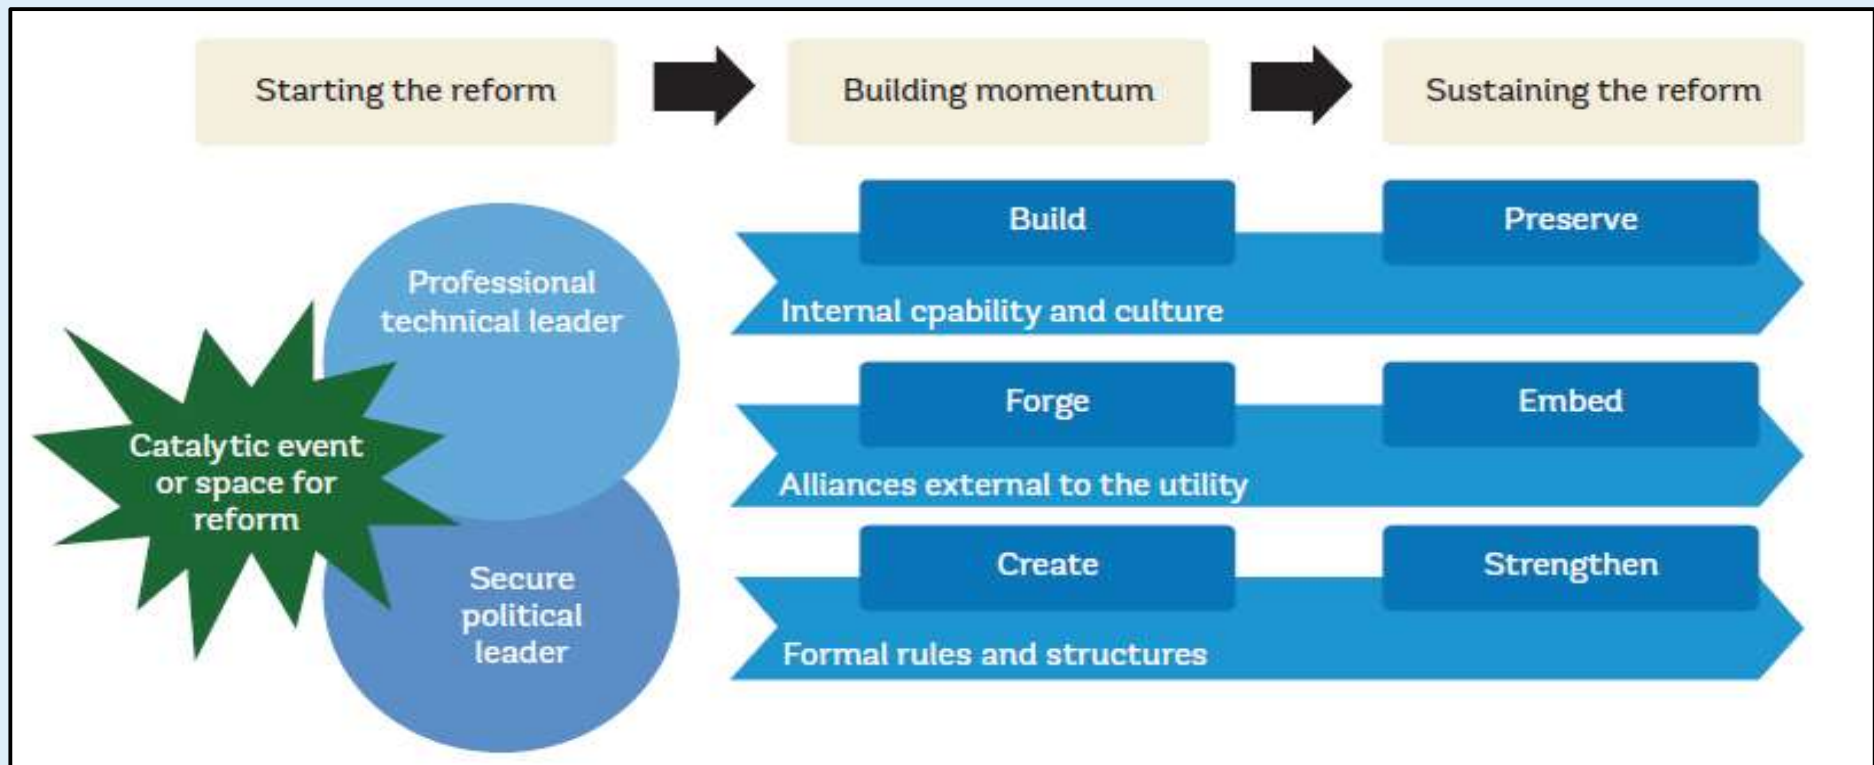 Starting the reform
Building momentum
Sustaining the reform
Professional
technical leader
Catalytic event
or space for
reform
Secure
political
leader
Build
Preserve
Internal cpability and culture
Forge
Embed
Alliances external to the utility
Create
Strengthen
Formal rules and structures